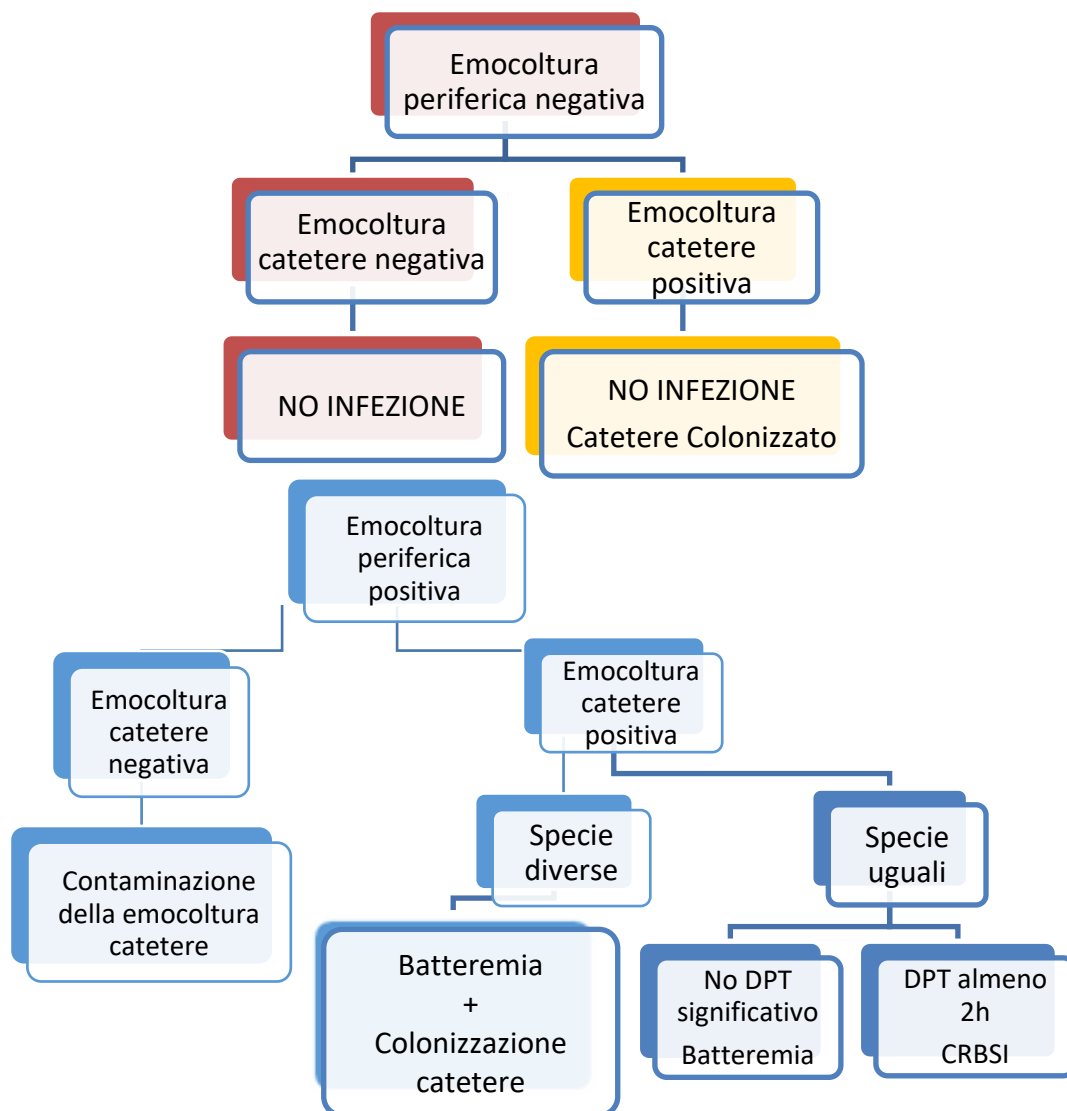 Emocoltura
periferica negativa
Emocoltura
catetere negativa
Emocoltura
catetere
positiva
NO INFEZIONE
NO INFEZIONE
Catetere Colonizzato
Emocoltura
periferica
positiva
Emocoltura
catetere
negativa
Emocoltura
catetere
positiva
Contaminazione
della emocoltura
catetere
Specie
diverse
Specie
uguali
Batteremia
+
Colonizzazione
catetere
No DPT
significativo
Batteremia
DPT almeno
2h
CRBSI